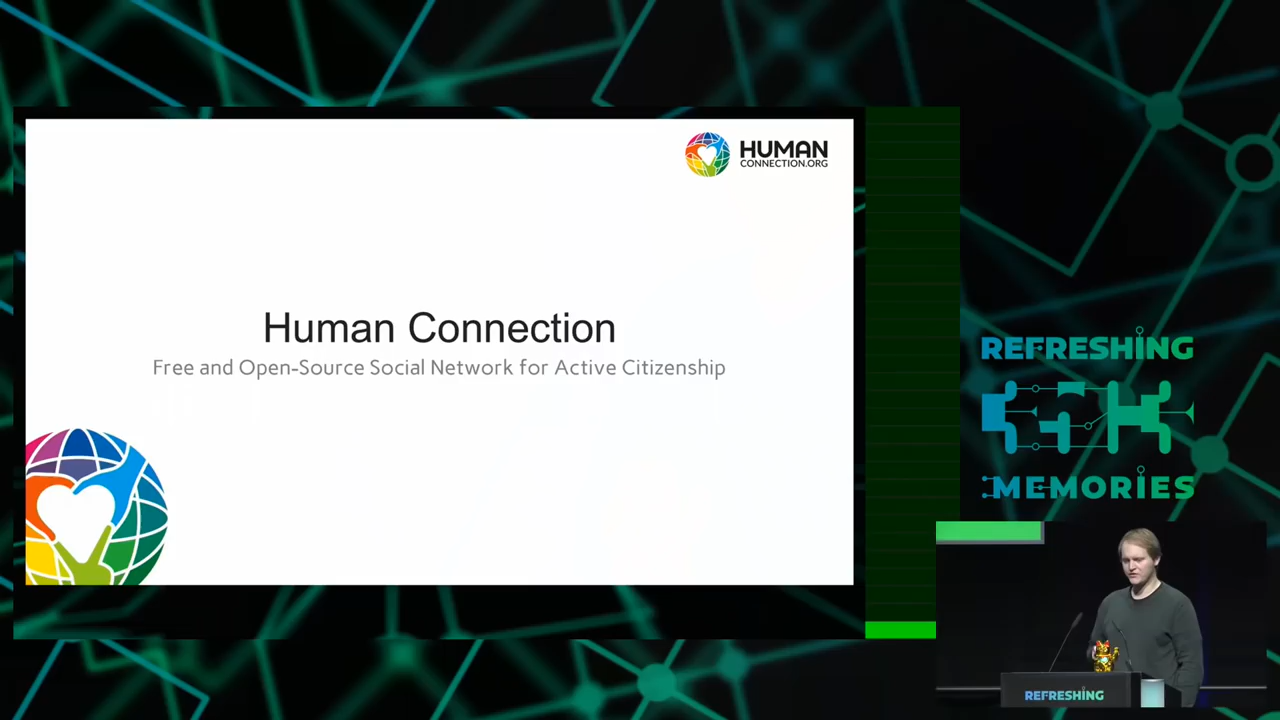 HUMAN
CONNECTION.ORG
Human Connection
Free and Open-Source Social Network for Active Citizenship
REFRESHING
MEMORIES
REFRESHING